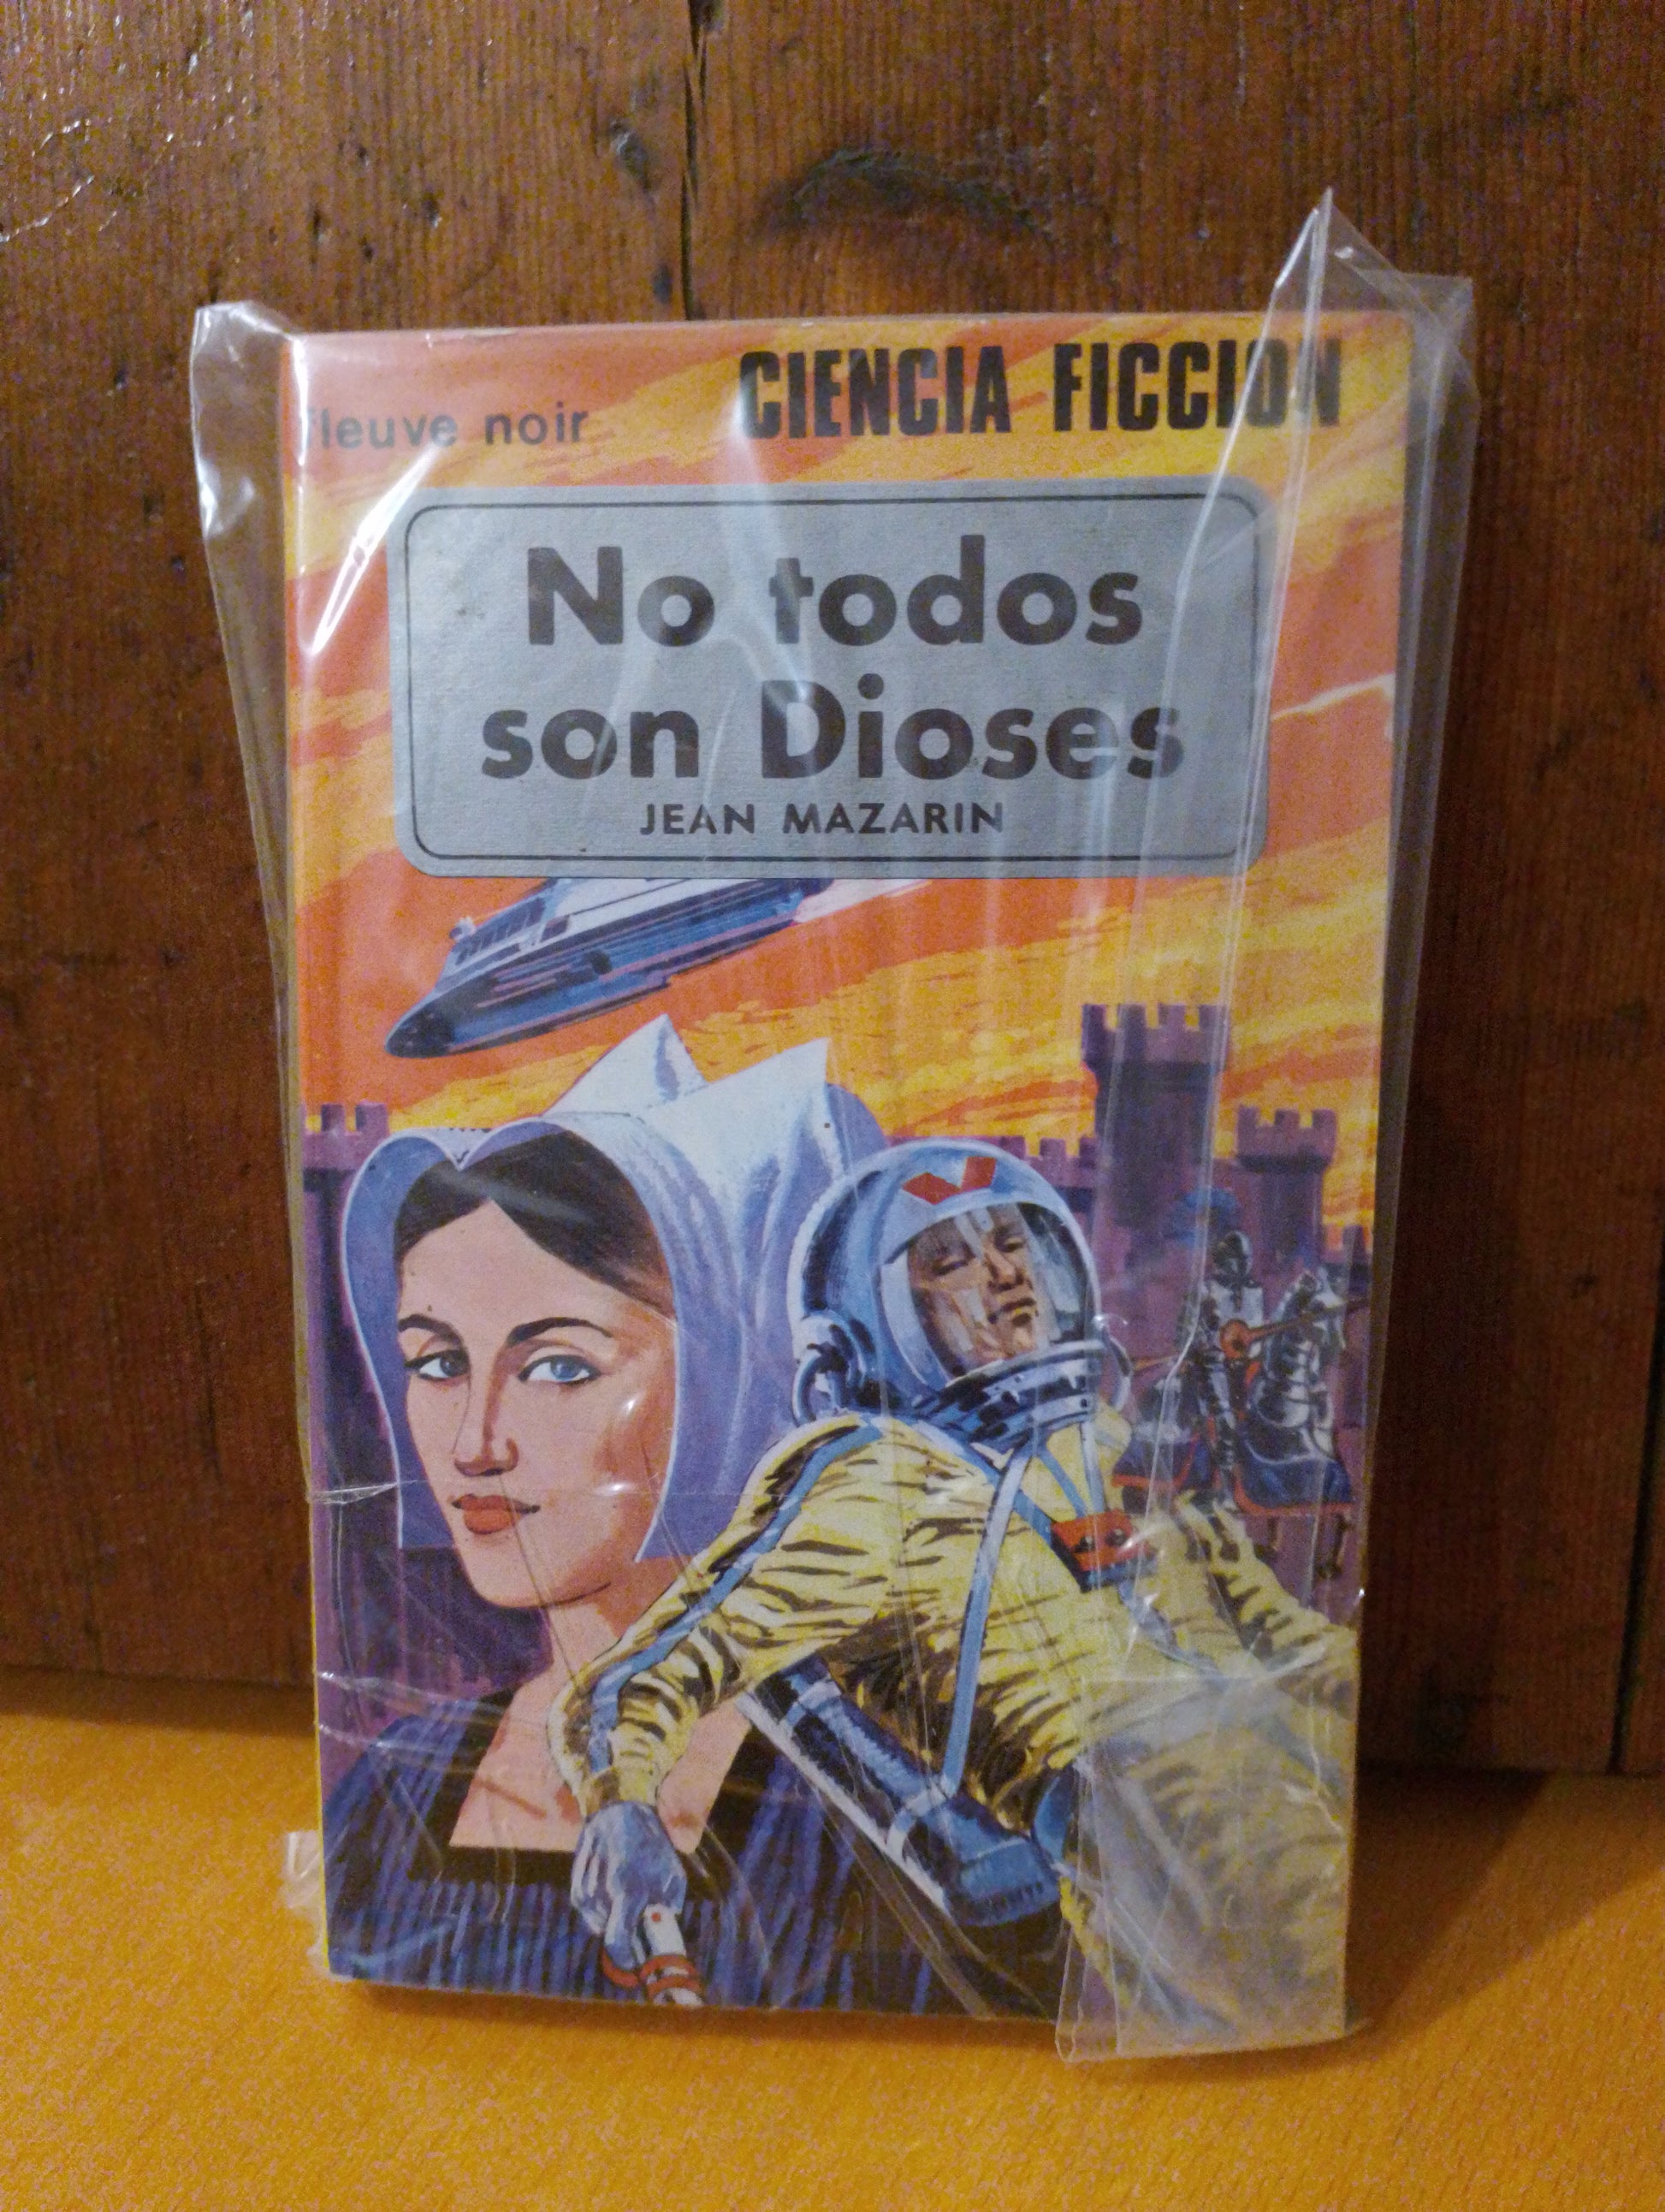 fleuve noir
CIENCIA FICCION
No todos
son Dioses
JEAN MAZARIN